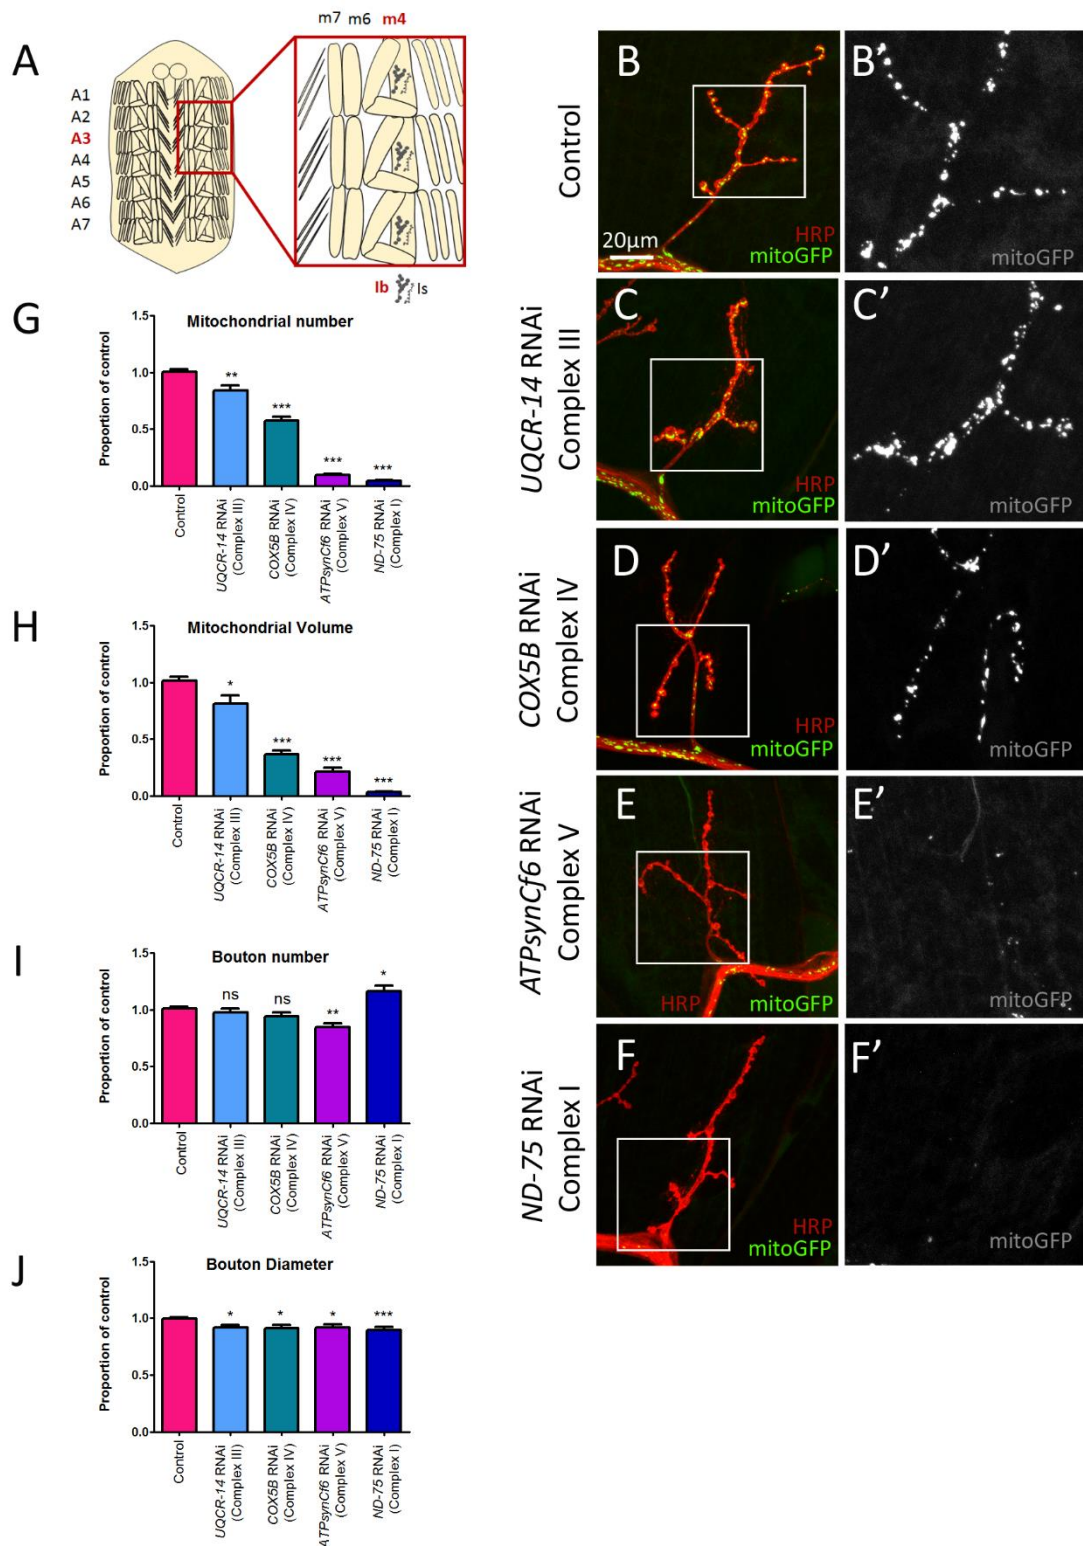 A
m7 m6 m4
A1
A2
A3
A4
A5
A6
A7
Ib Is
Control
B
20µm
HRP
mitoGFP
B’
mitoGFP
UQCR-14 RNAi
Complex III
C
HRP
mitoGFP
C’
mitoGFP
COX5B RNAi
Complex IV
D
HRP
mitoGFP
D’
mitoGFP
ATPsynCf6 RNAi
Complex V
E
HRP mitoGFP
E’
mitoGFP
ND-75 RNAi
Complex I
F
HRP
mitoGFP
F’
mitoGFP
G
Mitochondrial number
Proportion of control
1.5
1.0
0.5
0.0
** *** *** ***
Control
UQCR-14 RNAi
(Complex III)
COX5B RNAi
(Complex IV)
ATPsynCf6 RNAi
(Complex V)
ND-75 RNAi
(Complex I)
H
Mitochondrial Volume
Proportion of control
1.5
1.0
0.5
0.0
* *** *** ***
Control
UQCR-14 RNAi
(Complex III)
COX5B RNAi
(Complex IV)
ATPsynCf6 RNAi
(Complex V)
ND-75 RNAi
(Complex I)
I
Bouton number
Proportion of control
1.5
1.0
0.5
0.0
ns ns ** *
Control
UQCR-14 RNAi
(Complex III)
COX5B RNAi
(Complex IV)
ATPsynCf6 RNAi
(Complex V)
ND-75 RNAi
(Complex I)
J
Bouton Diameter
Proportion of control
1.5
1.0
0.5
0.0
* * * ***
Control
UQCR-14 RNAi
(Complex III)
COX5B RNAi
(Complex IV)
ATPsynCf6 RNAi
(Complex V)
ND-75 RNAi
(Complex I)